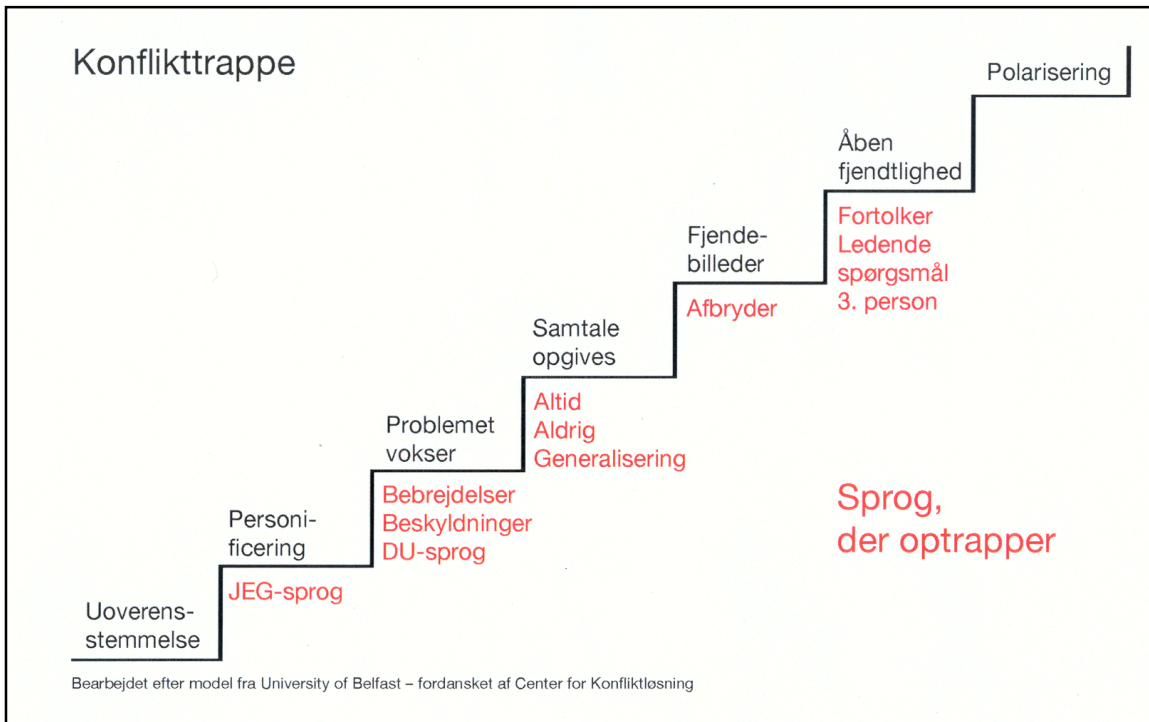 Konflikttrappe
Polarisering
Åben
fjendtlighed
Fortolker
Ledende
spørgsmål
3. person
Fjende-
billeder
Afbryder
Samtale
opgives
Altid
Aldrig
Generalisering
Problemet
vokser
Bebrejdelser
Beskyldninger
DU-sprog
Personi-
ficering
JEG-sprog
Uoverens-
stemmelse
Sprog,
der optrapper
Bearbejdet efter model fra University of Belfast – fordansket af Center for Konfliktløsning